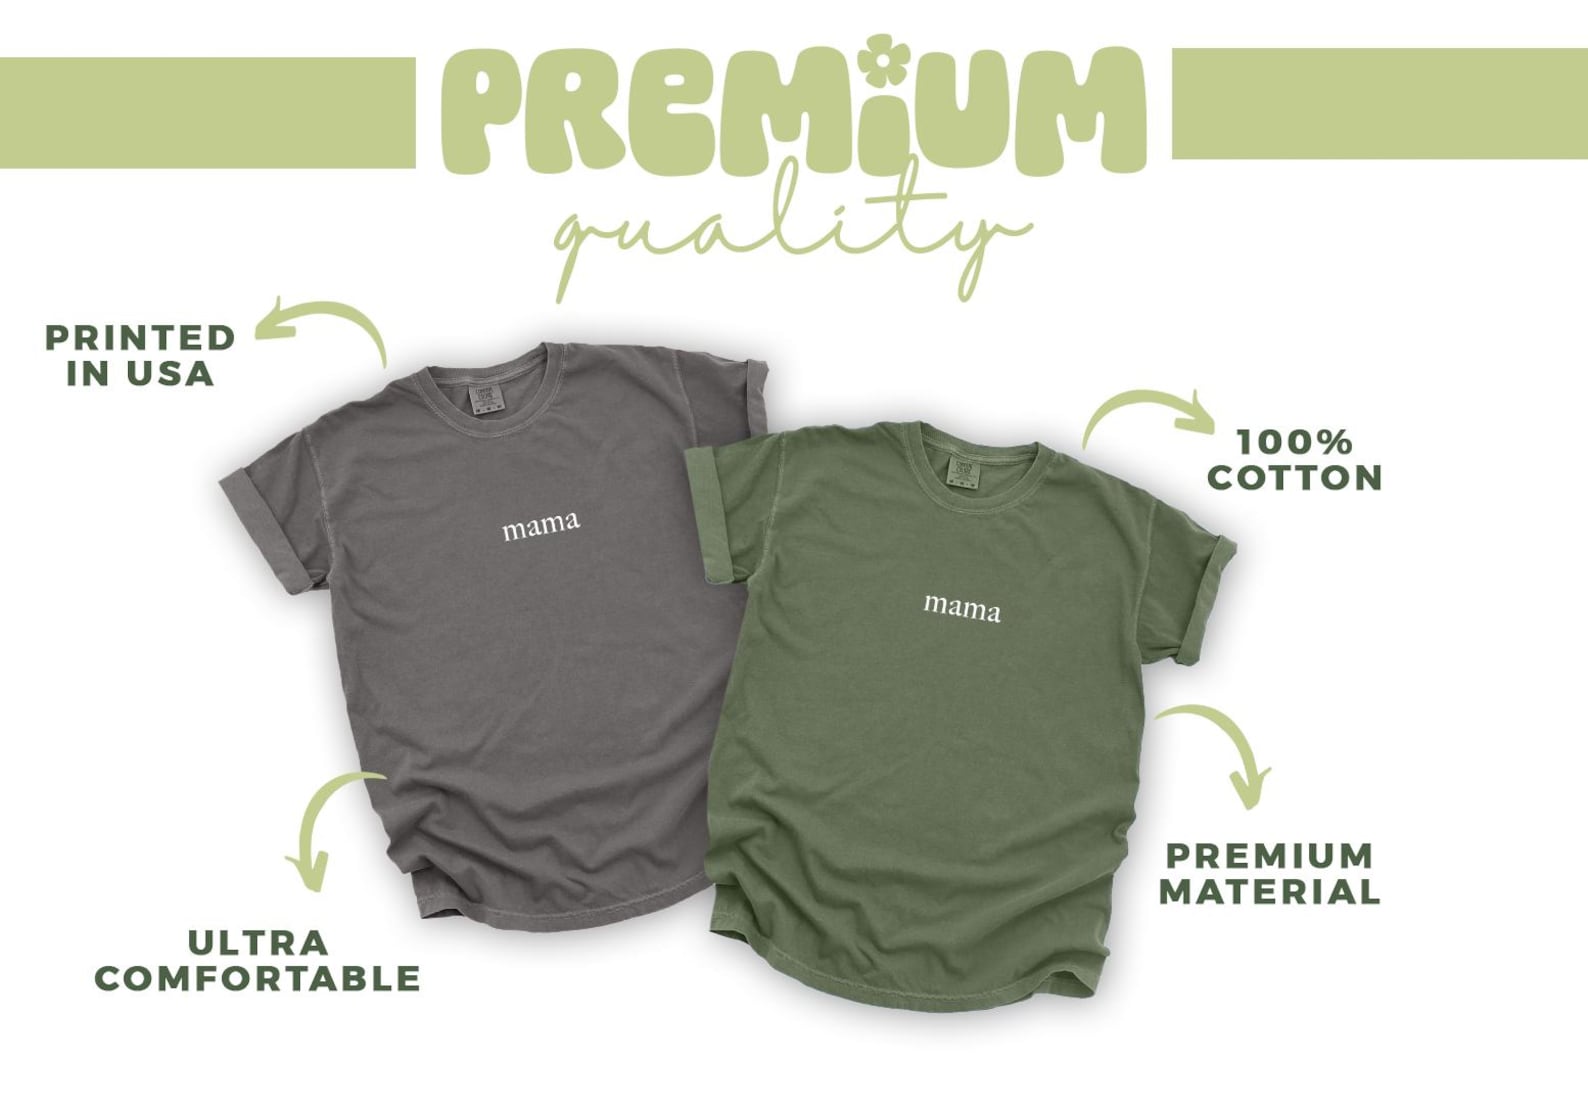 PREMiUM
quality
PRINTED
IN USA
100%
COTTON
mama
mama
PREMIUM
MATERIAL
ULTRA
COMFORTABLE